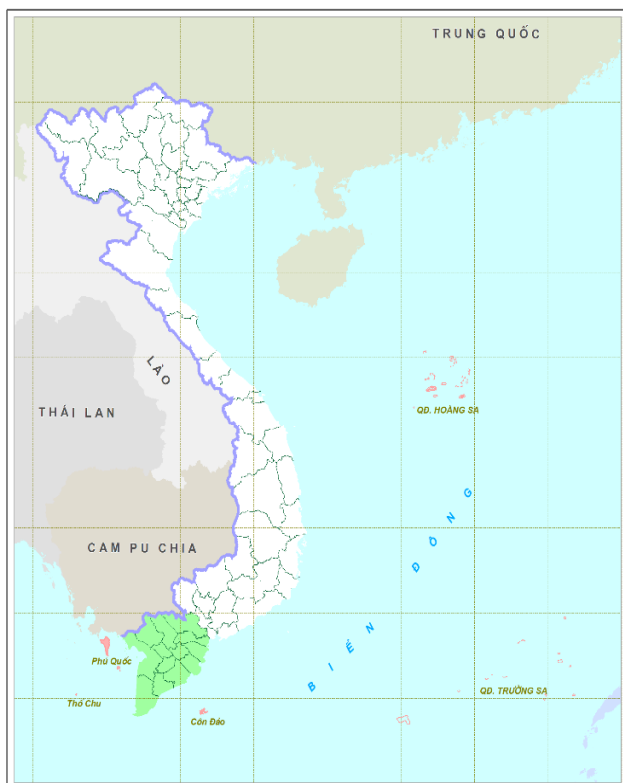 TRUNG QUỐC
LÀO
THÁI LAN
QĐ. HOÀNG SA
CAM PU CHIA
BIỂN ĐÔNG
Phú Quốc
QĐ. TRƯỜNG SA
Thổ Chu
Côn Đảo